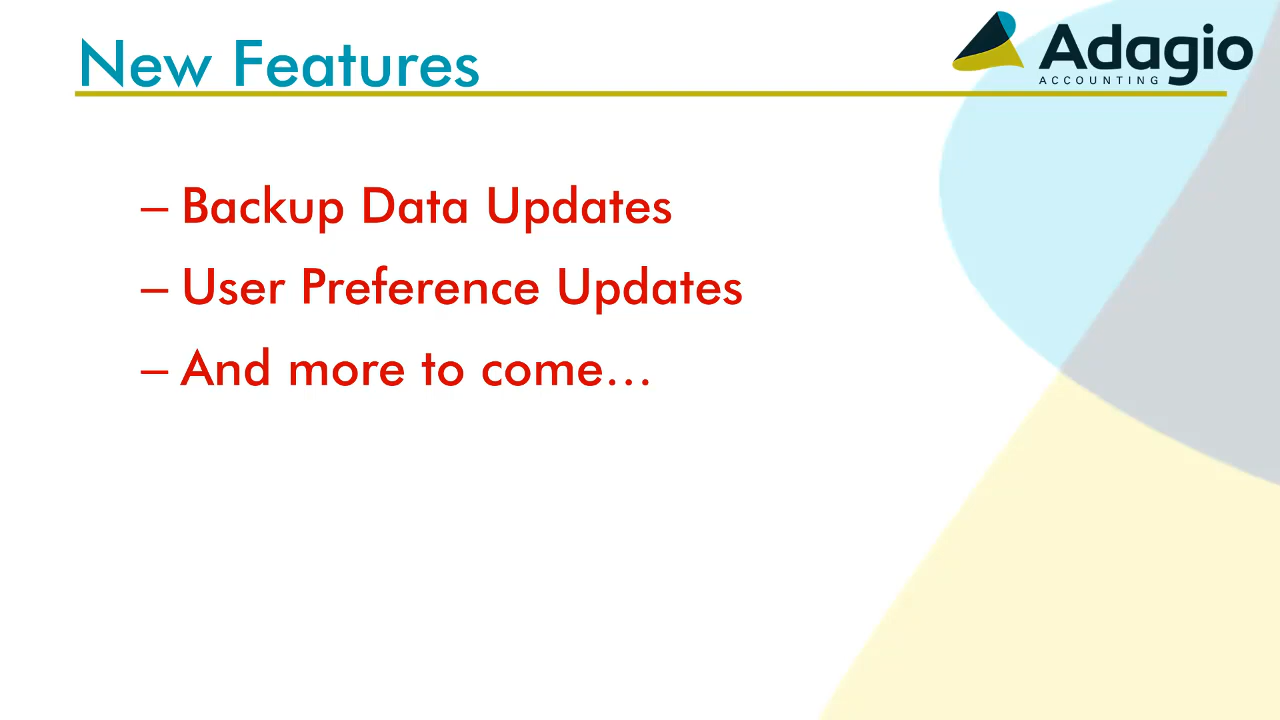 New Features
Adagio
ACCOUNTING
– Backup Data Updates
– User Preference Updates
– And more to come…